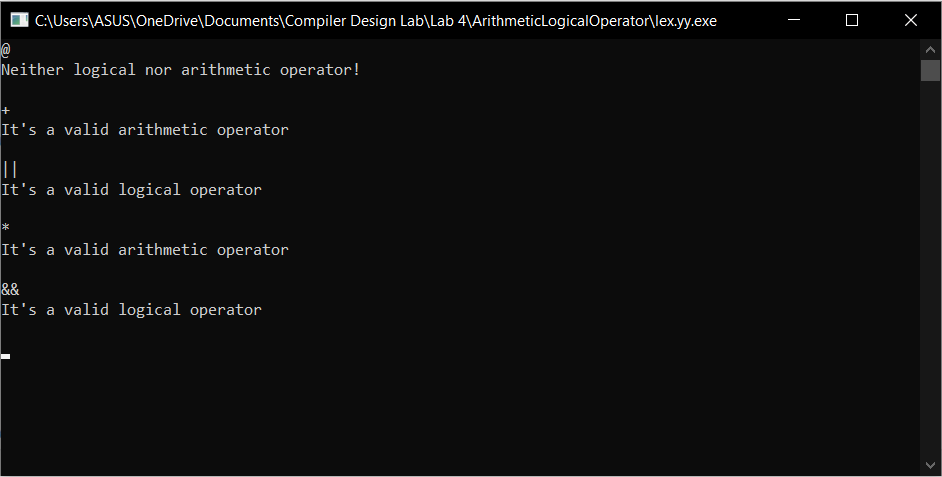 C:\Users\ASUS\OneDrive\Documents\Compiler Design Lab\Lab 4\ArithmeticLogicalOperator\lex.yy.exe
@
Neither logical nor arithmetic operator!
+
It's a valid arithmetic operator
||
It's a valid logical operator
*
It's a valid arithmetic operator
&&
It's a valid logical operator